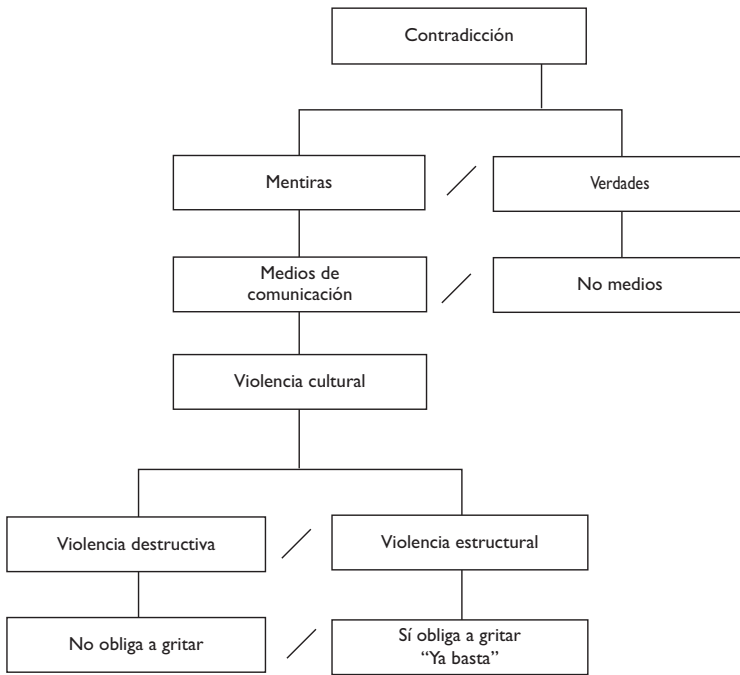 Contradicción
Mentiras
Verdades
Medios de
comunicación
No medios
Violencia cultural
Violencia destructiva
Violencia estructural
No obliga a gritar
Sí obliga a gritar
“Ya basta”